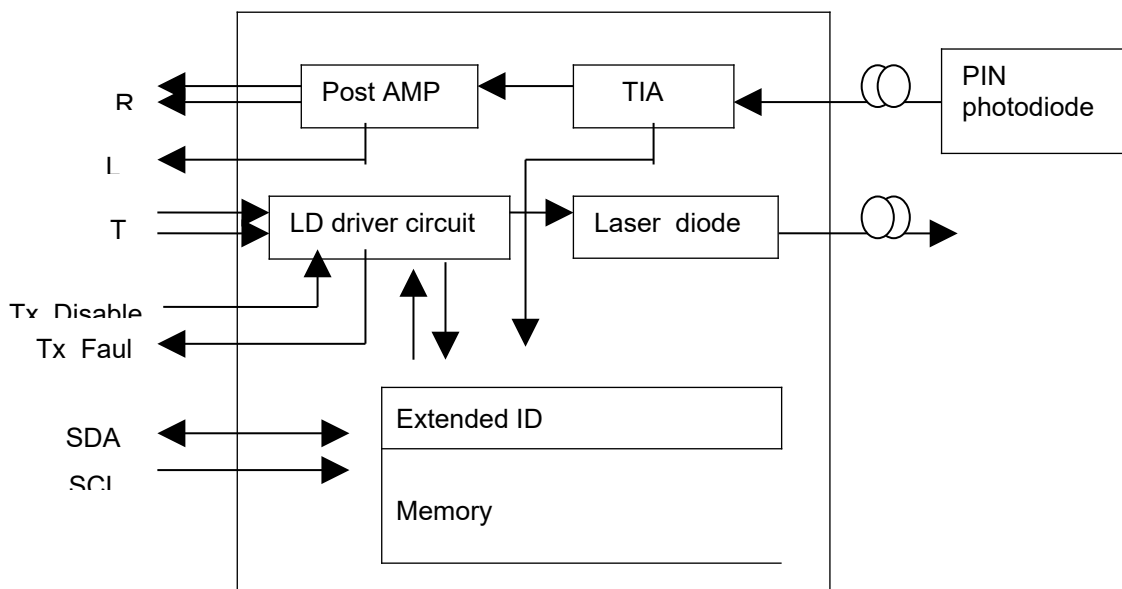 Post AMP
TIA
PIN
photodiode
R
L
T
LD driver circuit
Laser diode
Tx Disable
Tx Faul
SDA
SCL
Extended ID
Memory